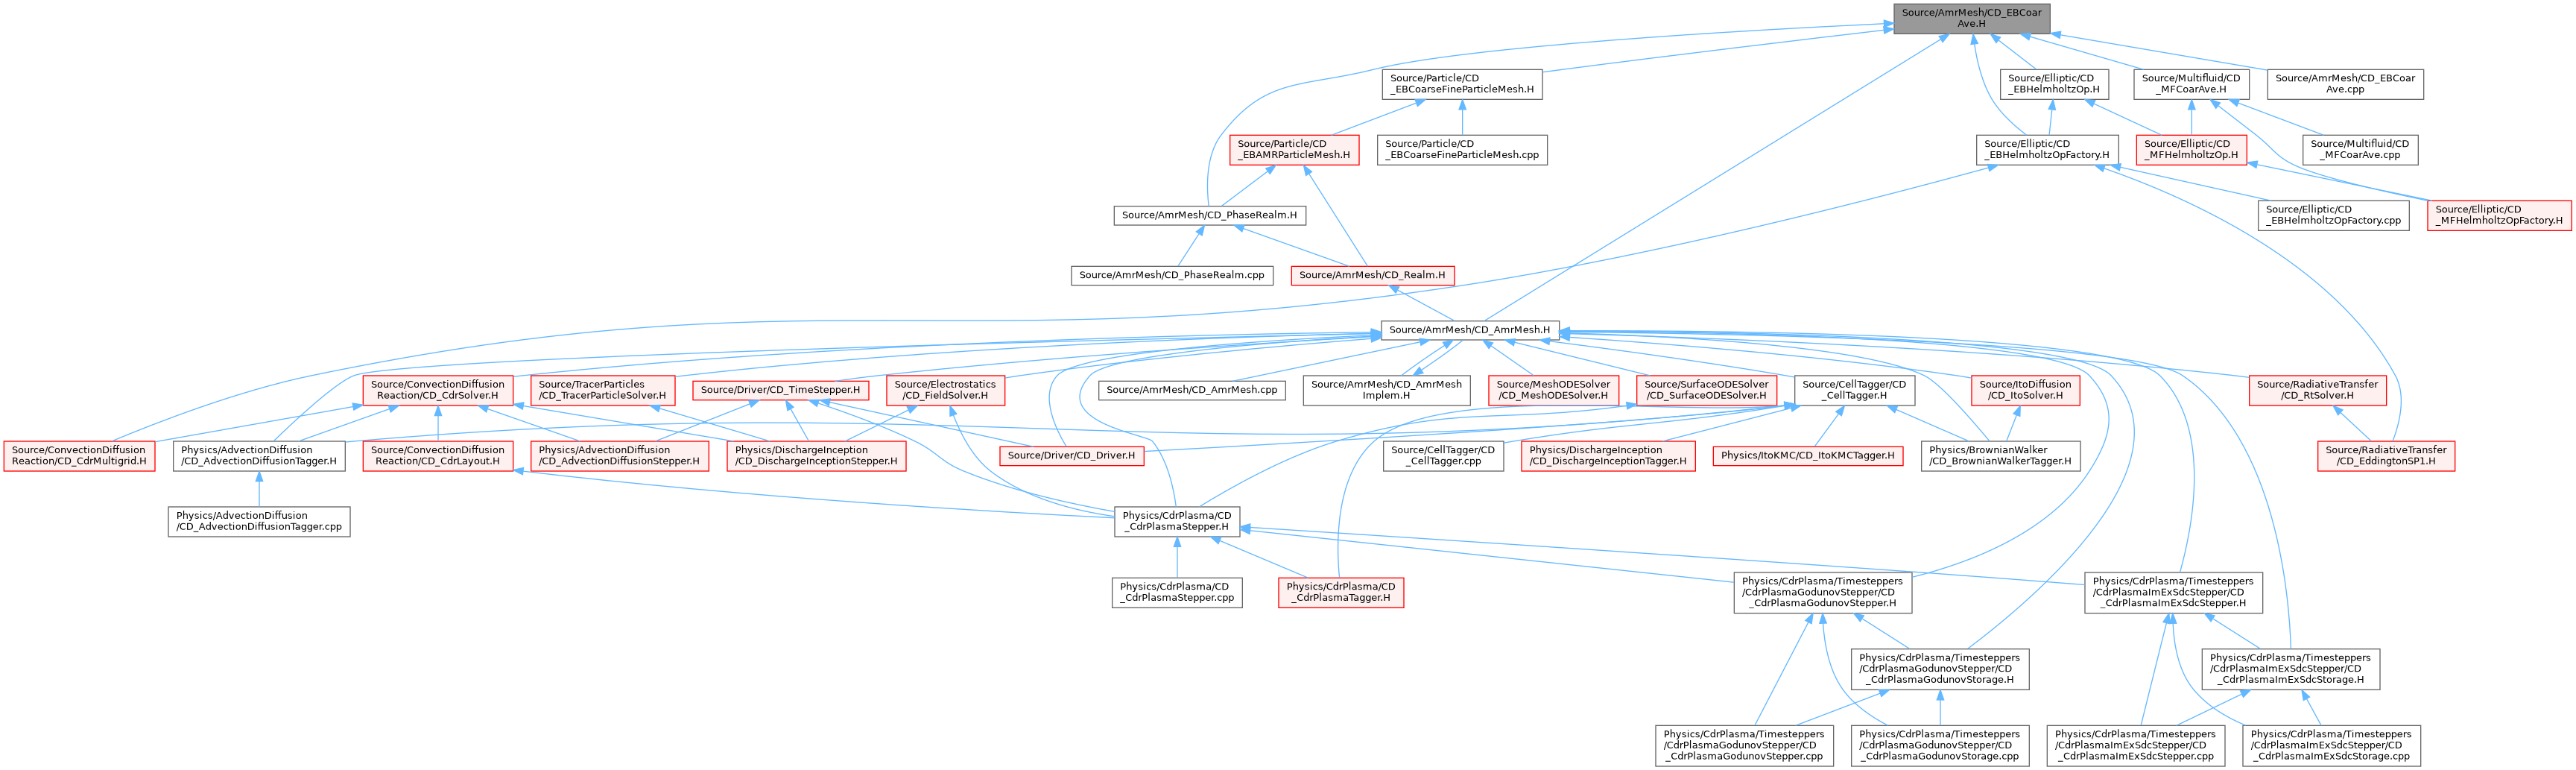 Source/AmrMesh/CD_EBCoar
Ave.H
Source/Particle/CD
_EBCoarseFineParticleMesh.H
Source/Elliptic/CD
_EBHelmholtzOp.H
Source/Multifluid/CD
_MFCoarAve.H
Source/AmrMesh/CD_EBCoar
Ave.cpp
Source/Particle/CD
_EBAMRParticleMesh.H
Source/Particle/CD
_EBCoarseFineParticleMesh.cpp
Source/Elliptic/CD
_EBHelmholtzOpFactory.H
Source/Elliptic/CD
_MFHelmholtzOp.H
Source/Multifluid/CD
_MFCoarAve.cpp
Source/AmrMesh/CD_PhaseRealm.H
Source/Elliptic/CD
_EBHelmholtzOpFactory.cpp
Source/Elliptic/CD
_MFHelmholtzOpFactory.H
Source/AmrMesh/CD_PhaseRealm.cpp
Source/AmrMesh/CD_Realm.H
Source/AmrMesh/CD_AmrMesh.H
Source/ConvectionDiffusion
Reaction/CD_CdrSolver.H
Source/TracerParticles
/CD_TracerParticleSolver.H
Source/Driver/CD_TimeStepper.H
Source/Electrostatics
/CD_FieldSolver.H
Source/AmrMesh/CD_AmrMesh.cpp
Source/AmrMesh/CD_AmrMesh
Implem.H
Source/MeshODESolver
/CD_MeshODESolver.H
Source/SurfaceODESolver
/CD_SurfaceODESolver.H
Source/CellTagger/CD
_CellTagger.H
Source/ItoDiffusion
/CD_ItoSolver.H
Source/RadiativeTransfer
/CD_RtSolver.H
Source/ConvectionDiffusion
Reaction/CD_CdrMultigrid.H
Physics/AdvectionDiffusion
/CD_AdvectionDiffusionTagger.H
Source/ConvectionDiffusion
Reaction/CD_CdrLayout.H
Physics/AdvectionDiffusion
/CD_AdvectionDiffusionStepper.H
Physics/DischargeInception
/CD_DischargeInceptionStepper.H
Source/Driver/CD_Driver.H
Source/CellTagger/CD
_CellTagger.cpp
Physics/DischargeInception
/CD_DischargeInceptionTagger.H
Physics/ItoKMC/CD_ItoKMCTagger.H
Physics/BrownianWalker
/CD_BrownianWalkerTagger.H
Source/RadiativeTransfer
/CD_EddingtonSP1.H
Physics/AdvectionDiffusion
/CD_AdvectionDiffusionTagger.cpp
Physics/CdrPlasma/CD
_CdrPlasmaStepper.H
Physics/CdrPlasma/CD
_CdrPlasmaStepper.cpp
Physics/CdrPlasma/CD
_CdrPlasmaTagger.H
Physics/CdrPlasma/Timesteppers
/CdrPlasmaGodunovStepper/CD
_CdrPlasmaGodunovStepper.H
Physics/CdrPlasma/Timesteppers
/CdrPlasmaImExSdcStepper/CD
_CdrPlasmaImExSdcStepper.H
Physics/CdrPlasma/Timesteppers
/CdrPlasmaGodunovStepper/CD
_CdrPlasmaGodunovStorage.H
Physics/CdrPlasma/Timesteppers
/CdrPlasmaImExSdcStepper/CD
_CdrPlasmaImExSdcStorage.H
Physics/CdrPlasma/Timesteppers
/CdrPlasmaGodunovStepper/CD
_CdrPlasmaGodunovStepper.cpp
Physics/CdrPlasma/Timesteppers
/CdrPlasmaGodunovStepper/CD
_CdrPlasmaGodunovStorage.cpp
Physics/CdrPlasma/Timesteppers
/CdrPlasmaImExSdcStepper/CD
_CdrPlasmaImExSdcStepper.cpp
Physics/CdrPlasma/Timesteppers
/CdrPlasmaImExSdcStepper/CD
_CdrPlasmaImExSdcStorage.cpp